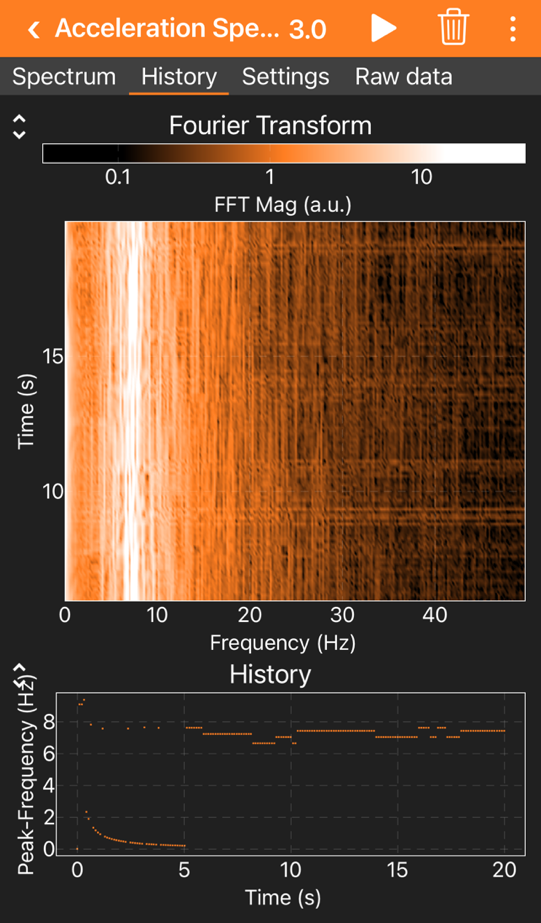 Acceleration Spe... 3.0
Spectrum History Settings Raw data
Fourier Transform
0.1 1 10
FFT Mag (a.u.)
Time (s)
15
10
0 10 20 30 40
Frequency (Hz)
History
Peak-Frequency (Hz)
8
6
4
2
0
0 5 10 15 20
Time (s)